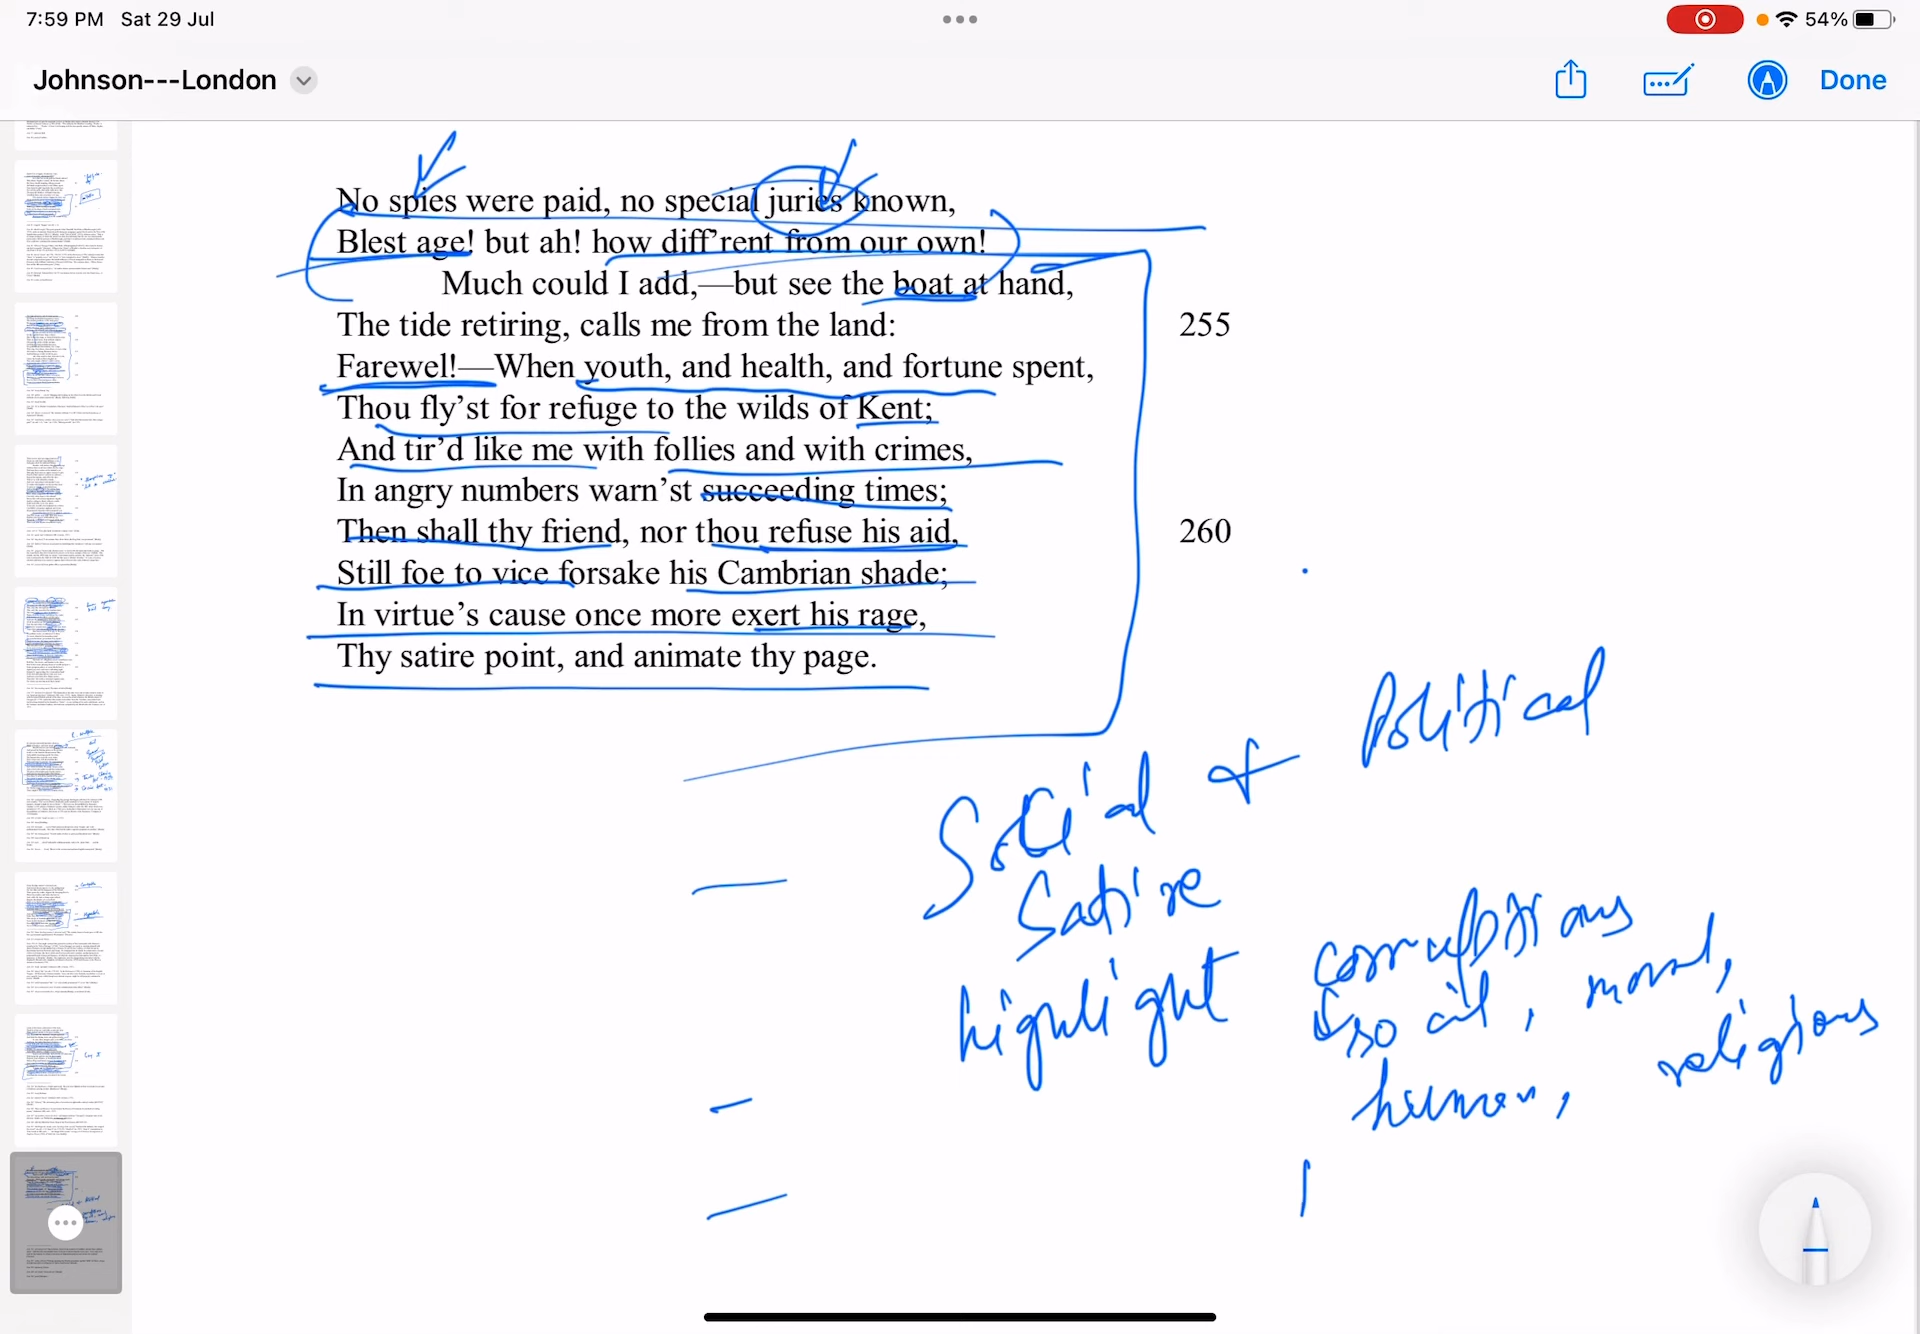 7:59 PM Sat 29 Jul
54%
Johnson---London
Done
No spies were paid, no special juries known,
Blest age! but ah! how diff’rent from our own!
Much could I add,—but see the boat at hand,
The tide retiring, calls me from the land: 255
Farewel!—When youth, and health, and fortune spent,
Thou fly’st for refuge to the wilds of Kent;
And tir’d like me with follies and with crimes,
In angry numbers warn’st succeeding times;
Then shall thy friend, nor thou refuse his aid, 260
Still foe to vice forsake his Cambrian shade;
In virtue’s cause once more exert his rage,
Thy satire point, and animate thy page.
Social & Political
Satire
highlight corruptions
social, moral,
human, religious